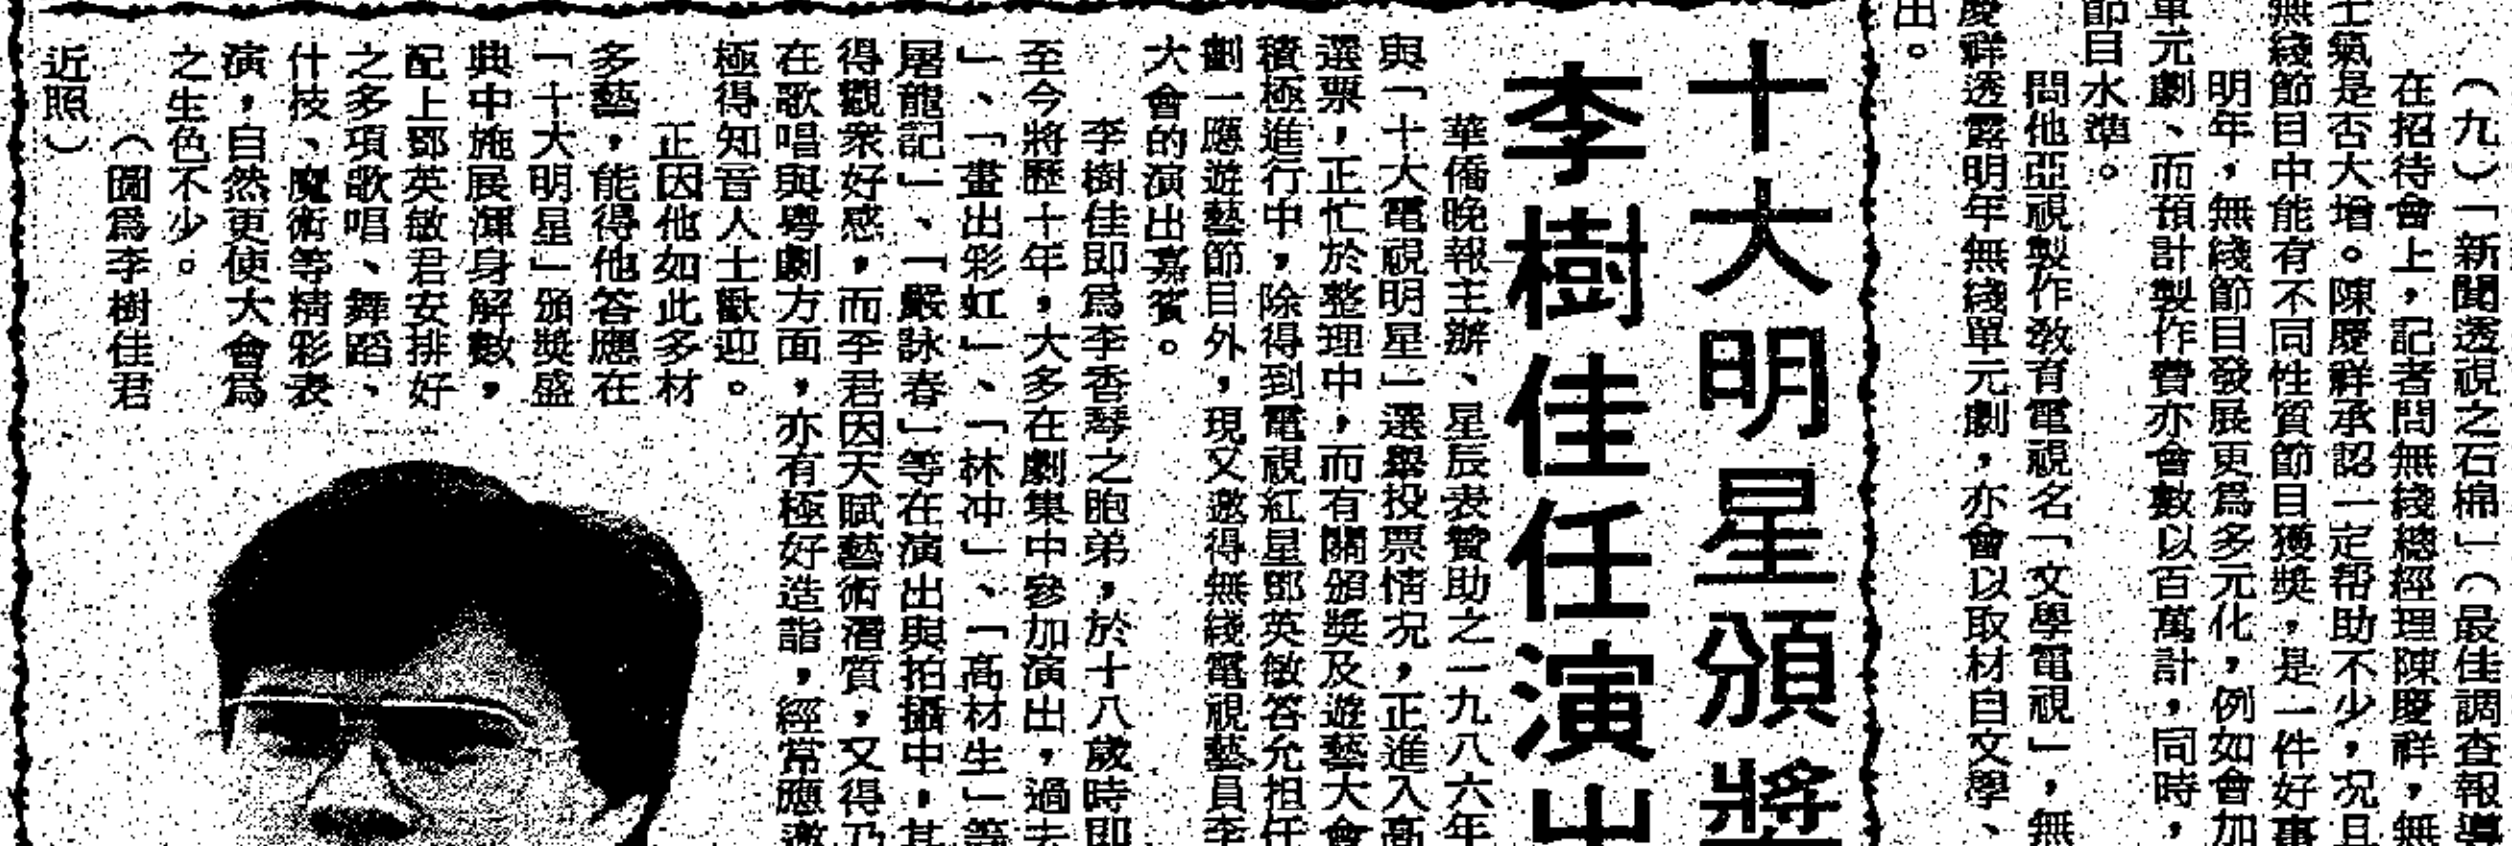 （九）「新聞透視之石棉」（最佳調查報導
在招待會上，記者問無綫總經理陳慶祥，無
士氣是否大增。陳慶祥承認一定幫助不少，况且
無綫節目中能有不同性質節目獲獎，是一件好事
明年，無綫節目發展更爲多元化，例如會加
單元劇、而預計製作費亦會數以百萬計，同時，
節目水準。
問他亞視製作教育電視名「文學電視」，無
慶祥透露明年無綫單元劇，亦會以取材自文學、
出。
十大明星頒獎
李樹佳任演出
華僑晚報主辦、星辰表贊助之一九八六年
與「十大電視明星」選舉投票情况，正進入高
選票，正忙於整理中，而有關頒獎及遊藝大會
積極進行中，除得到電視紅星鄧英敏答允担任
劃一應遊藝節目外，現又邀得無綫電視藝員李
大會的演出嘉賓。
李樹佳即爲李香琴之胞弟，於十八歲時即
至今將歷十年，大多在劇集中參加演出，過去
」、「畫出彩虹」、「林冲」、「高材生」等
屠龍記」、「嚴詠春」等在演出與拍攝中，其
得觀衆好感，而李君因天賦藝術潛質，又得乃
在歌唱與粵劇方面，亦有極好造詣，經常應邀
極得知音人士歡迎。
正因他如此多材
多藝，能得他答應在
「十大明星」頒獎盛
典中施展渾身解數，
配上鄧英敏君安排好
之多項歌唱、舞蹈、
什技、魔術等精彩表
演，自然更使大會爲
之生色不少。
（圖爲李樹佳君
近照）